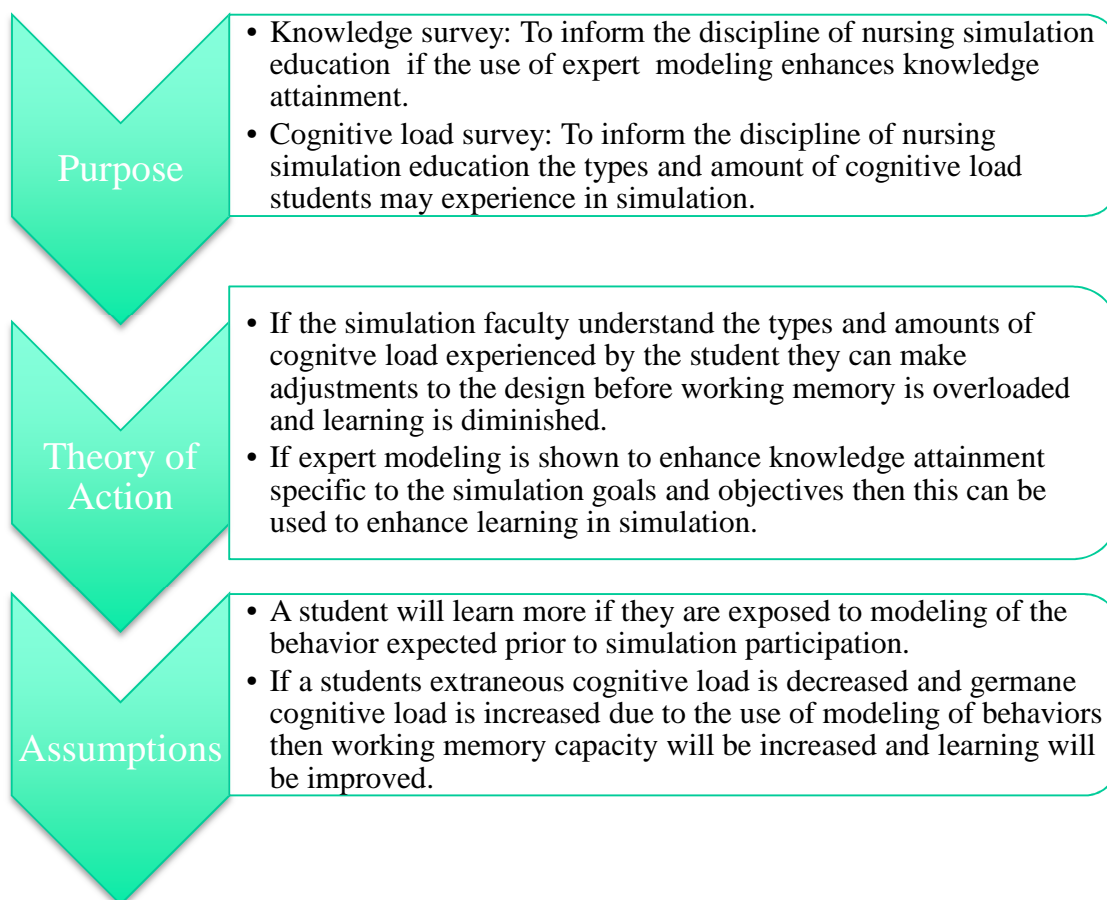 Purpose
• Knowledge survey: To inform the discipline of nursing simulation
education  if the use of expert  modeling enhances knowledge
attainment.
• Cognitive load survey: To inform the discipline of nursing
simulation education the types and amount of cognitive load
students may experience in simulation.
Theory of
Action
• If the simulation faculty understand the types and amounts of
cognitve load experienced by the student they can make
adjustments to the design before working memory is overloaded
and learning is diminished.
• If expert modeling is shown to enhance knowledge attainment
specific to the simulation goals and objectives then this can be
used to enhance learning in simulation.
Assumptions
• A student will learn more if they are exposed to modeling of the
behavior expected prior to simulation participation.
• If a students extraneous cognitive load is decreased and germane
cognitive load is increased due to the use of modeling of behaviors
then working memory capacity will be increased and learning will
be improved.